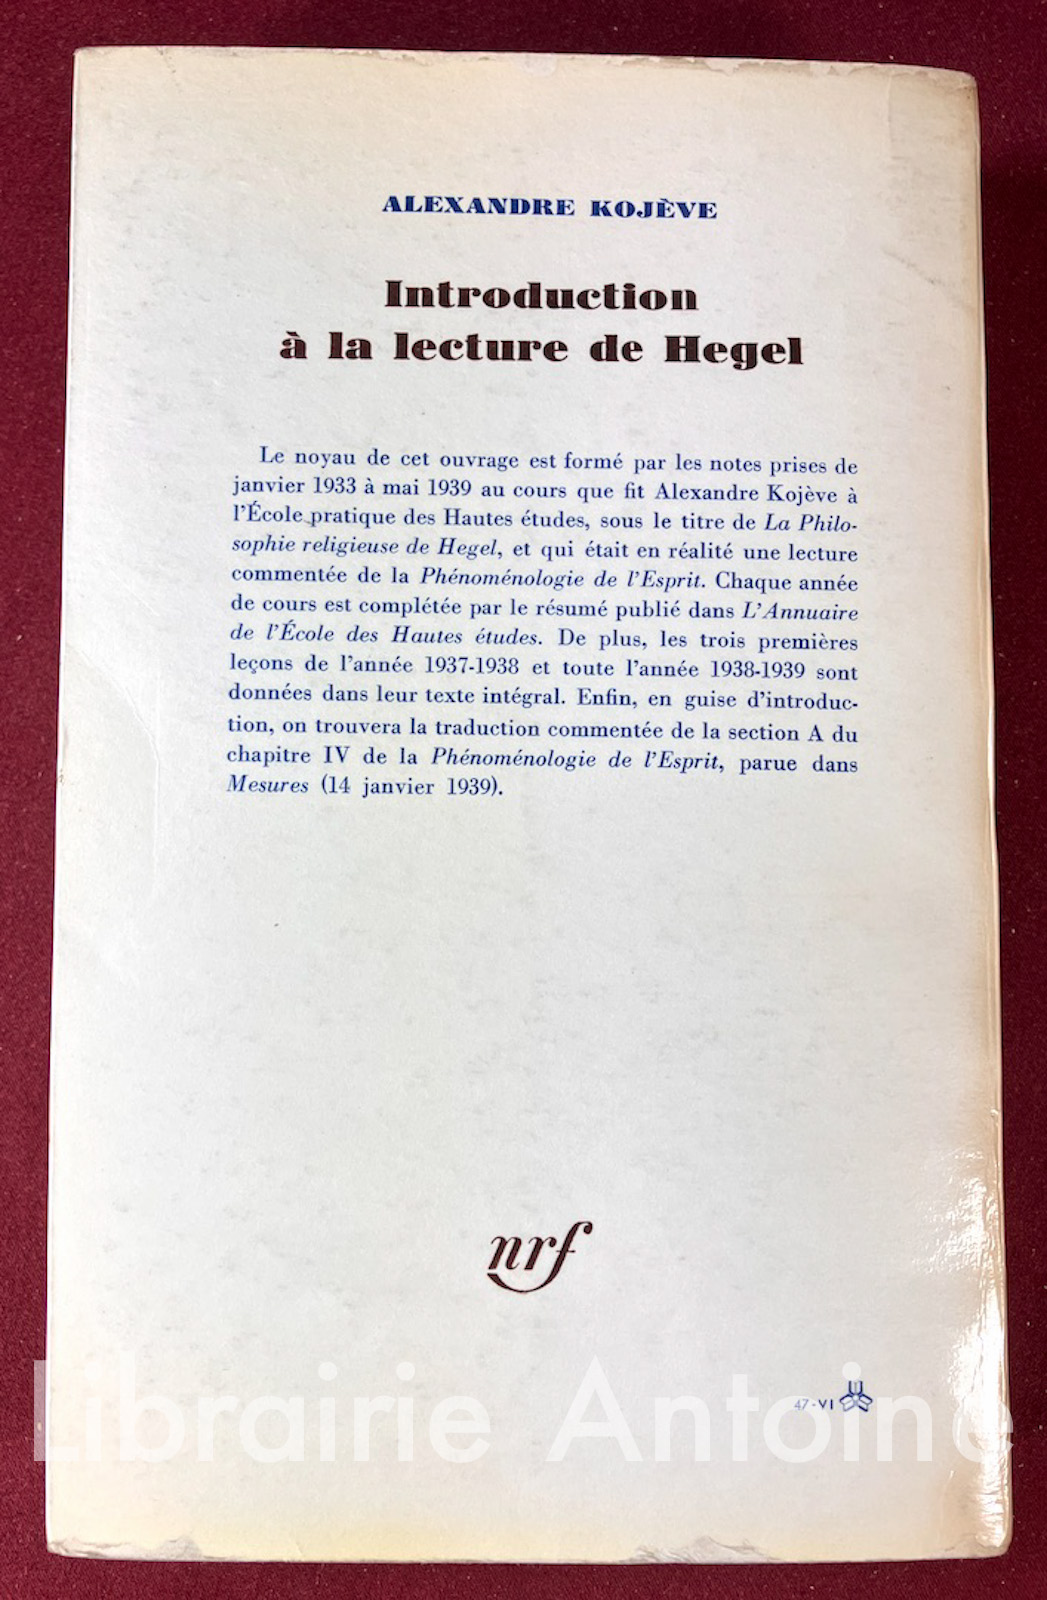 ALEXANDRE KOJÈVE
Introduction
à la lecture de Hegel
Le noyau de cet ouvrage est formé par les notes prises de
janvier 1933 à mai 1939 au cours que fit Alexandre Kojève à
l'École pratique des Hautes études, sous le titre de La Philo-
sophie religieuse de Hegel, et qui était en réalité une lecture
commentée de la Phénoménologie de l'Esprit. Chaque année
de cours est complétée par le résumé publié dans L'Annuaire
de l'École des Hautes études. De plus, les trois premières
leçons de l'année 1937-1938 et toute l'année 1938-1939 sont
données dans leur texte intégral. Enfin, en guise d'introduc-
tion, on trouvera la traduction commentée de la section A du
chapitre IV de la Phénoménologie de l'Esprit, parue dans
Mesures (14 janvier 1939).
nrf
47-VI
Librairie Antoine